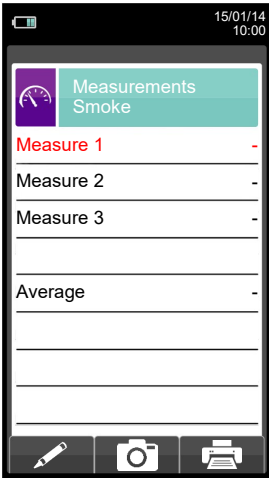 15/01/14
10:00
Measurements
Smoke
Measure 1 -
Measure 2 -
Measure 3 -
Average -